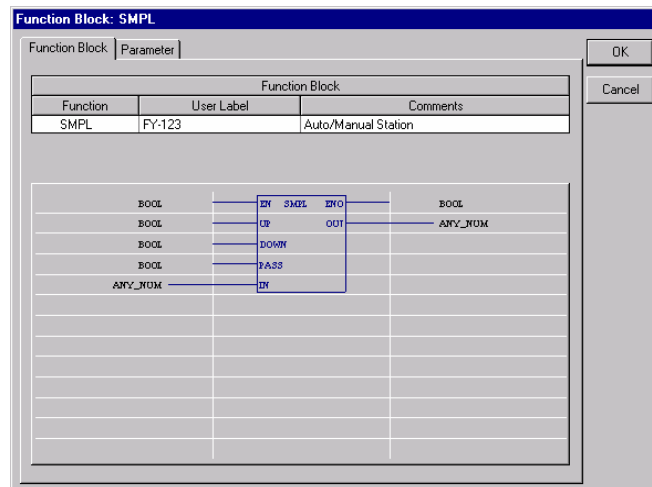 Function Block: SMPL
Function Block Parameter
OK
Cancel
Function Block
Function User Label Comments
SMPL FY-123 Auto/Manual Station
BOOL EN SMPL ENO BOOL
BOOL UP OUT ANY_NUM
BOOL DOWN
BOOL PASS
ANY_NUM IN